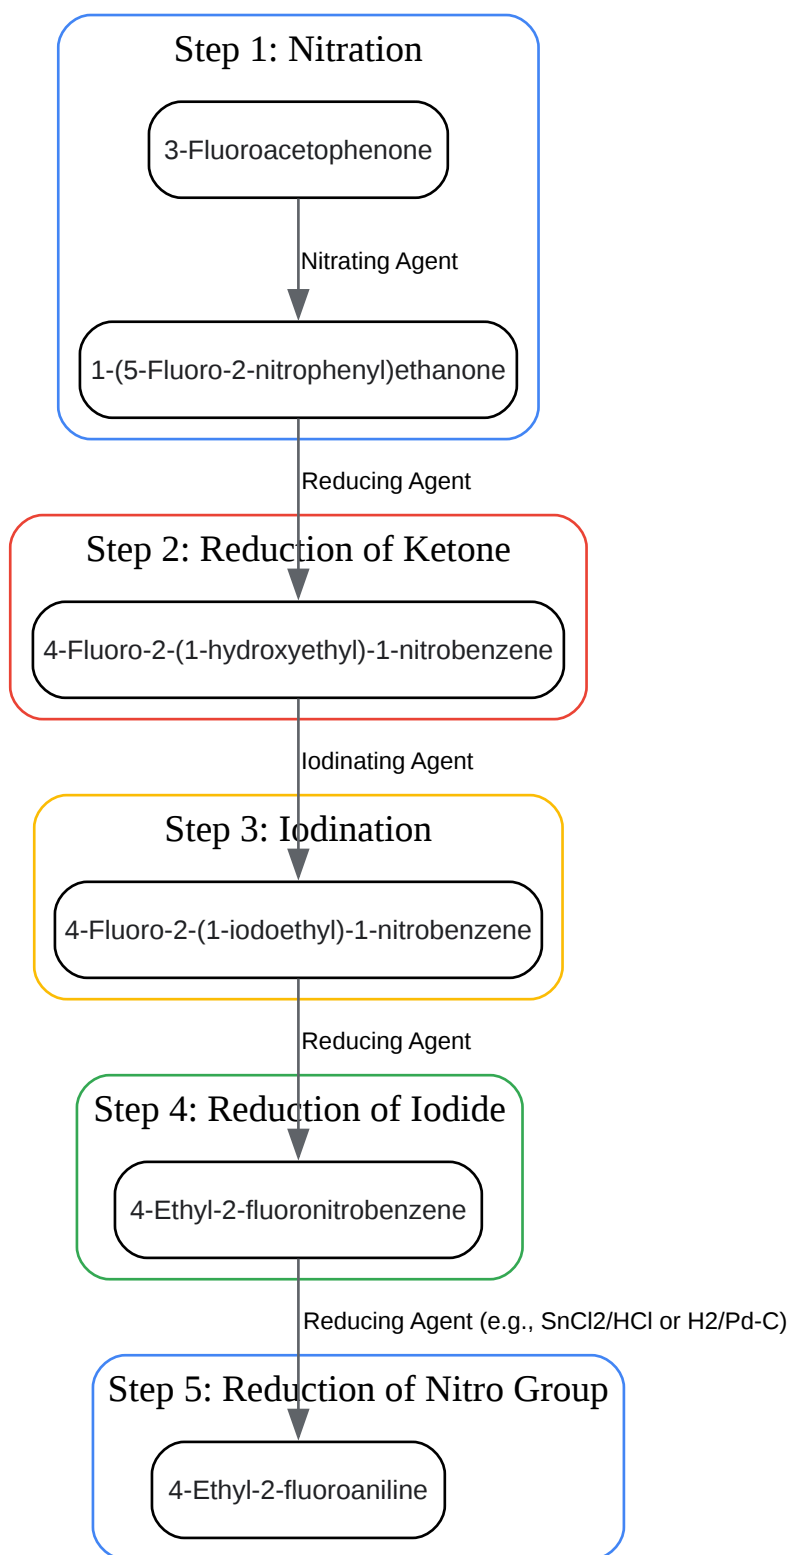 Step 1: Nitration
3-Fluoroacetophenone
Nitrating Agent
1-(5-Fluoro-2-nitrophenyl)ethanone
Reducing Agent
Step 2: Reduction of Ketone
4-Fluoro-2-(1-hydroxyethyl)-1-nitrobenzene
Iodinating Agent
Step 3: Iodination
4-Fluoro-2-(1-iodoethyl)-1-nitrobenzene
Reducing Agent
Step 4: Reduction of Iodide
4-Ethyl-2-fluoronitrobenzene
Reducing Agent (e.g., SnCl2/HCl or H2/Pd-C)
Step 5: Reduction of Nitro Group
4-Ethyl-2-fluoroaniline